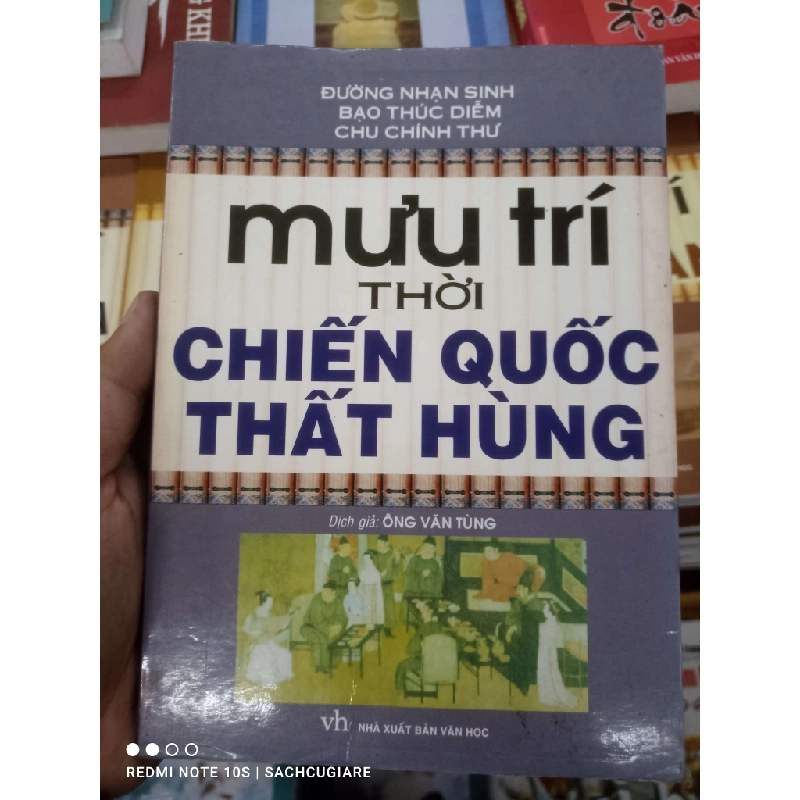 ĐƯỜNG NHẠN SINH
BẠO THÚC DIỄM
CHU CHÍNH THƯ
mưu trí
THỜI
CHIẾN QUỐC
THẤT HÙNG
Dịch giả: ÔNG VĂN TÙNG
vh NHÀ XUẤT BẢN VĂN HỌC
REDMI NOTE 10S | SACHCUGIARE